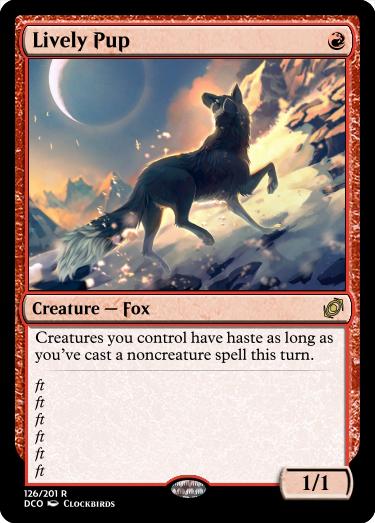 Lively Pup
Creature — Fox
Creatures you control have haste as long as
you've cast a noncreature spell this turn.
ft
ft
ft
ft
ft
ft
1/1
126/201 R
DCO Clockbirds